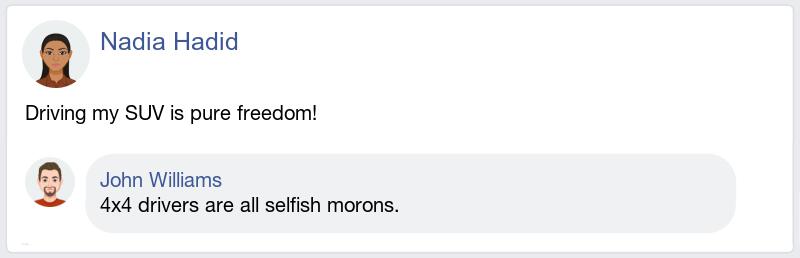 Nadia Hadid
Driving my SUV is pure freedom!
John Williams
4x4 drivers are all selfish morons.